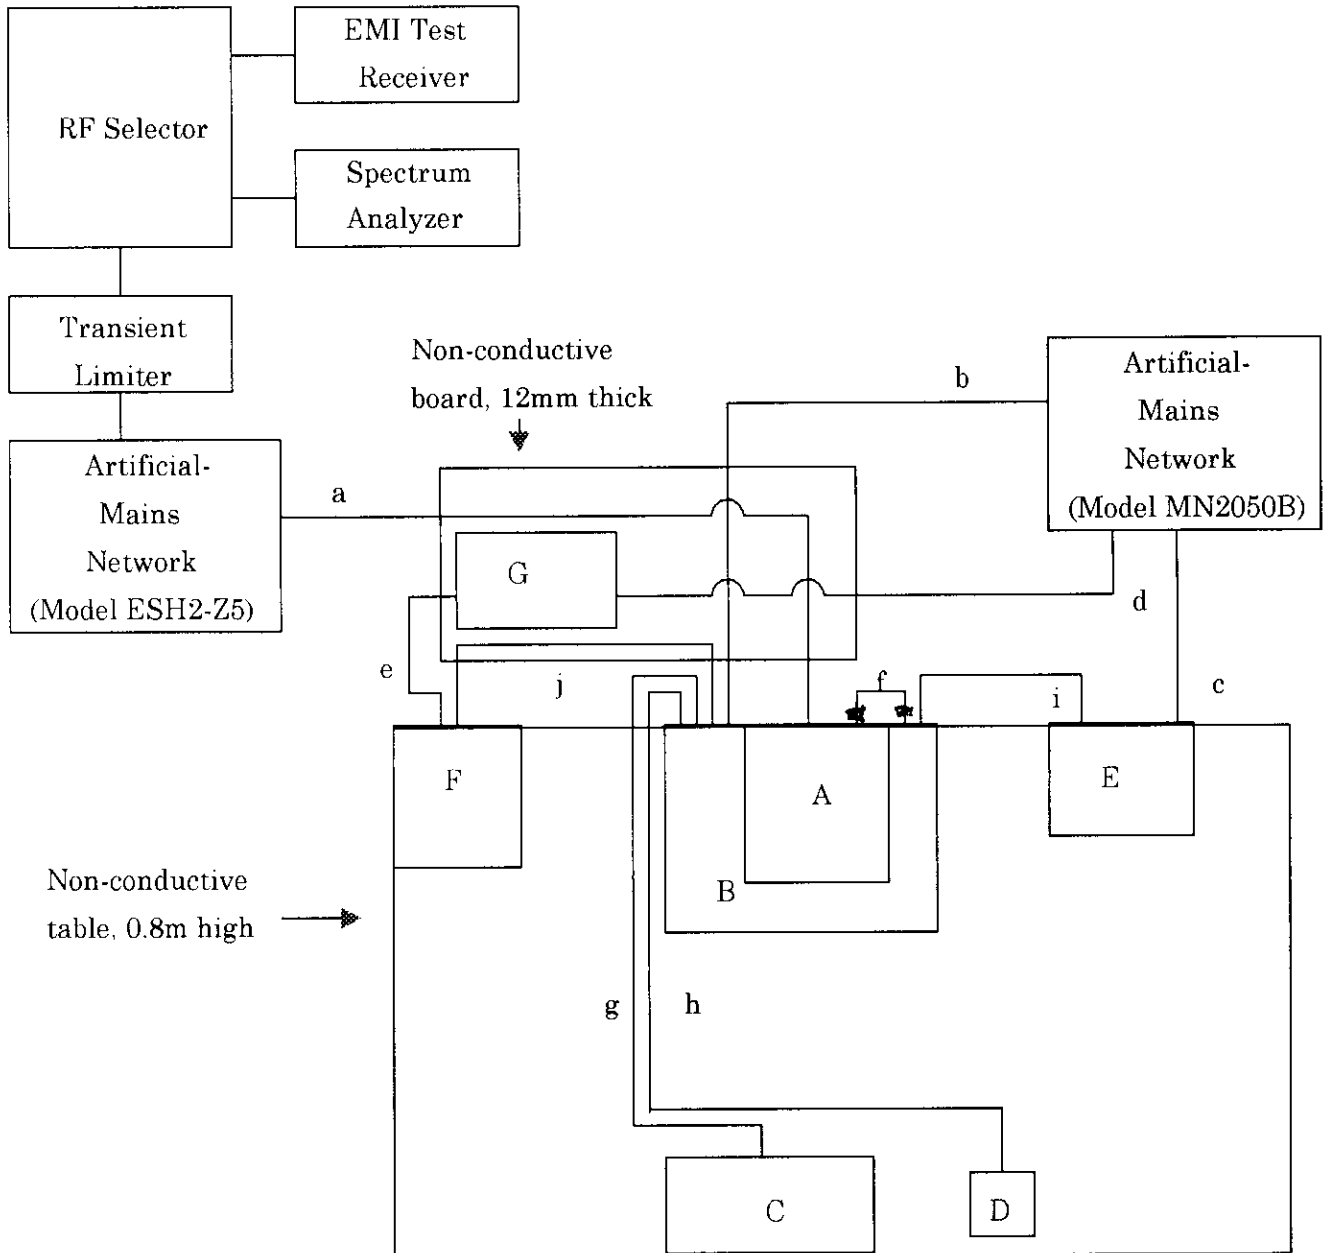 EMI Test
Receiver
RF Selector
Spectrum
Analyzer
Transient
Limiter
Non-conductive
board, 12mm thick
b
Artificial-
Mains
Network
(Model MN2050B)
Artificial-
Mains
Network
(Model ESH2-Z5)
a
G
d
e
j
f
i
c
F
A
E
B
Non-conductive
table, 0.8m high
g
h
C
D